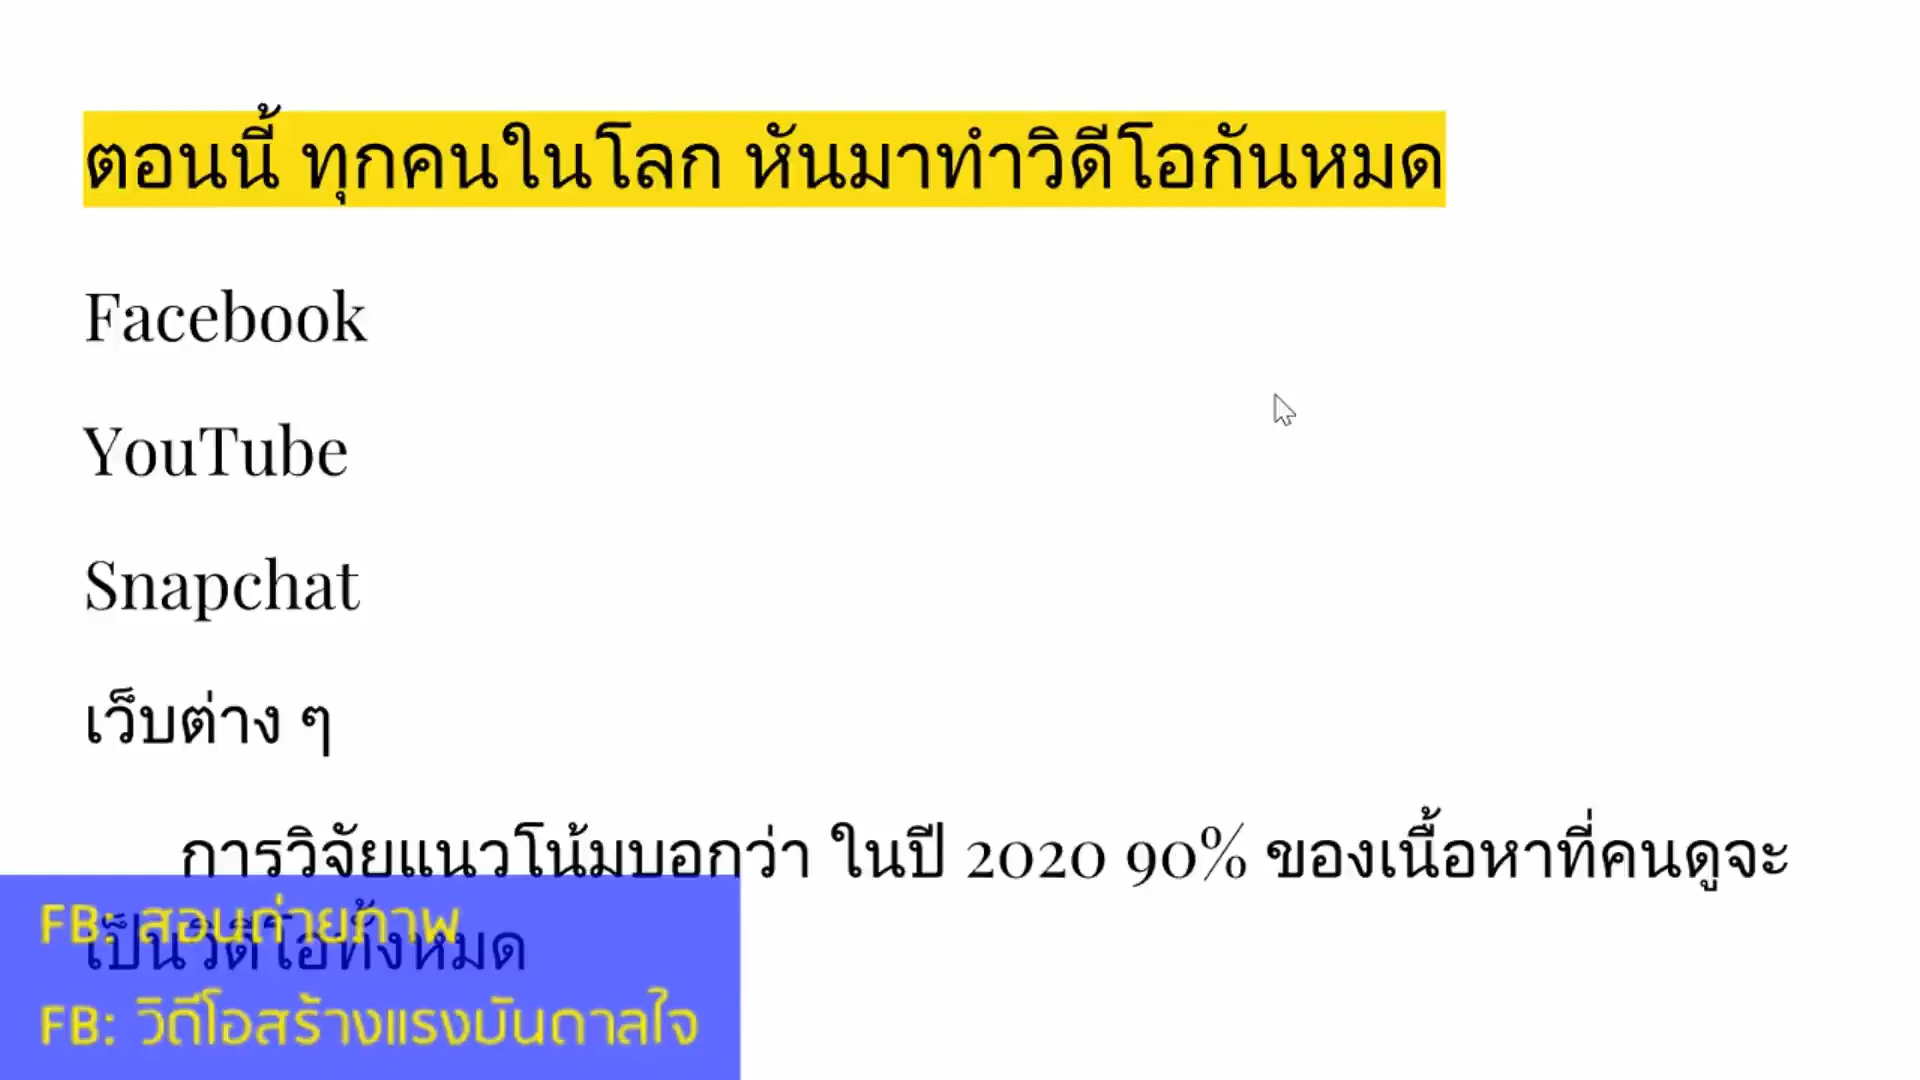 ตอนนี้ ทุกคนในโลก หันมาทำวิดีโอกันหมด
Facebook
YouTube
Snapchat
เว็บต่าง ๆ
การวิจัยแนวโน้มบอกว่า ในปี 2020 90% ของเนื้อหาที่คนดูจะ
เป็นวิดีโอทั้งหมด
FB: สอนถ่ายภาพ
FB: วิดีโอสร้างแรงบันดาลใจ